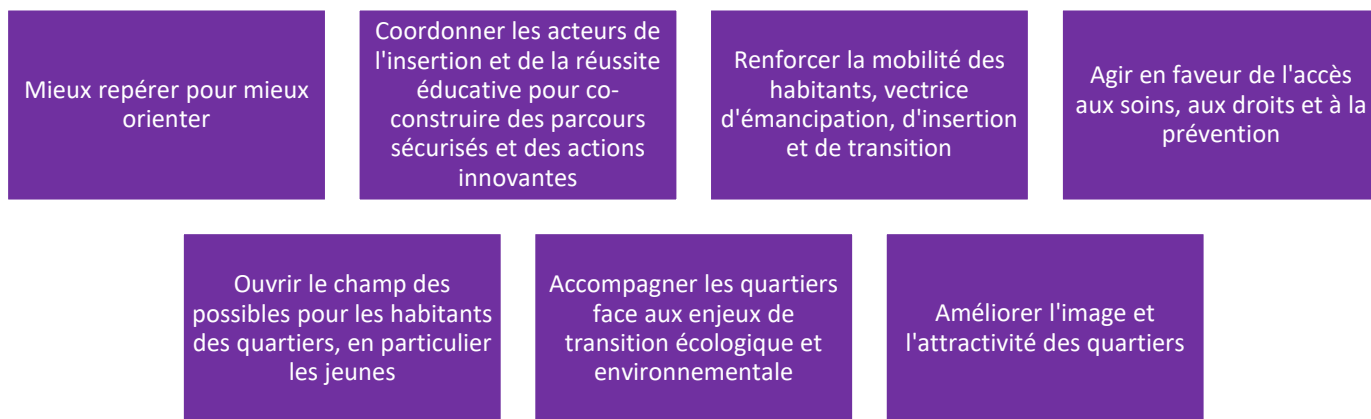 Mieux repérer pour mieux
orienter
Coordonner les acteurs de
l'insertion et de la réussite
éducative pour co-
construire des parcours
sécurisés et des actions
innovantes
Renforcer la mobilité des
habitants, vectrice
d'émancipation, d'insertion
et de transition
Agir en faveur de l'accès
aux soins, aux droits et à la
prévention
Ouvrir le champ des
possibles pour les habitants
des quartiers, en particulier
les jeunes
Accompagner les quartiers
face aux enjeux de
transition écologique et
environnementale
Améliorer l'image et
l'attractivité des quartiers